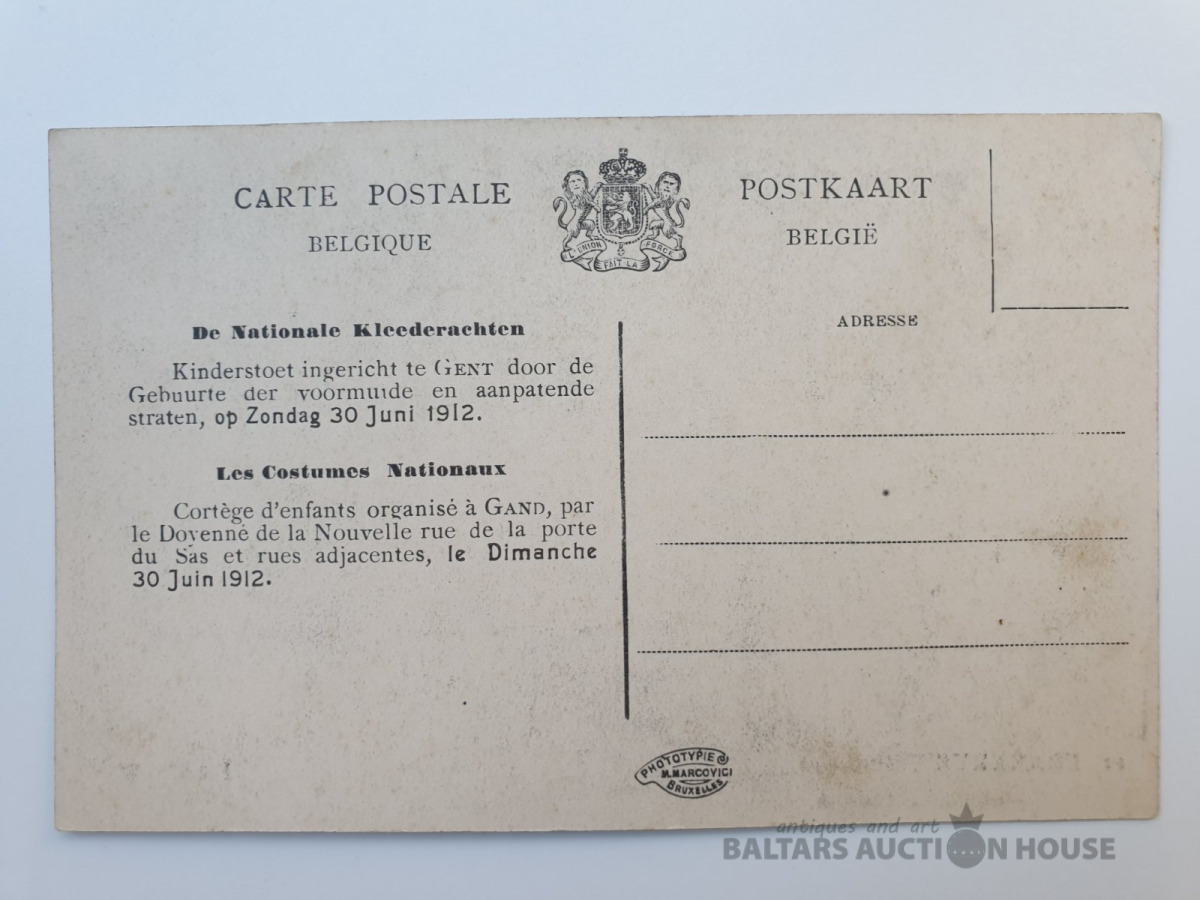 CARTE POSTALE
BELGIQUE
L'UNION FAIT LA FORCE
POSTKAART
BELGIË
De Nationale Kleederachten
Kinderstoet ingericht te GENT door de
Gebuurte der voormuide en aanpatende
straten, op Zondag 30 Juni 1912.
Les Costumes Nationaux
Cortège d'enfants organisé à GAND, par
le Doyenné de la Nouvelle rue de la porte
du Sas et rues adjacentes, le Dimanche
30 Juin 1912.
ADRESSE
PHOTOTYPIE
M. MARCOVICI
BRUXELLES
antiques and art
BALTARS AUCTION HOUSE